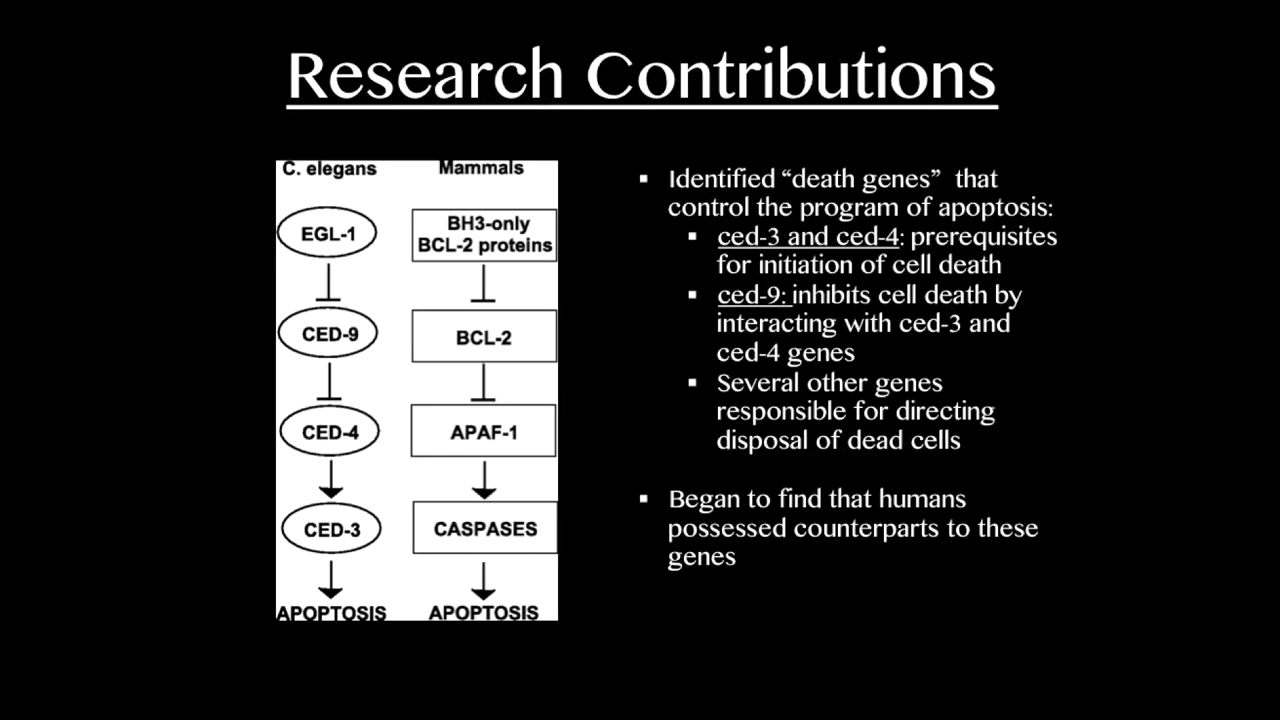 Research Contributions
C. elegans
Mammals
EGL-1
BH3-only
BCL-2 proteins
CED-9
BCL-2
CED-4
APAF-1
CED-3
CASPASES
APOPTOSIS
APOPTOSIS
▪ Identified “death genes” that
control the program of apoptosis:
▪ ced-3 and ced-4: prerequisites
for initiation of cell death
▪ ced-9: inhibits cell death by
interacting with ced-3 and
ced-4 genes
▪ Several other genes
responsible for directing
disposal of dead cells
▪ Began to find that humans
possessed counterparts to these
genes